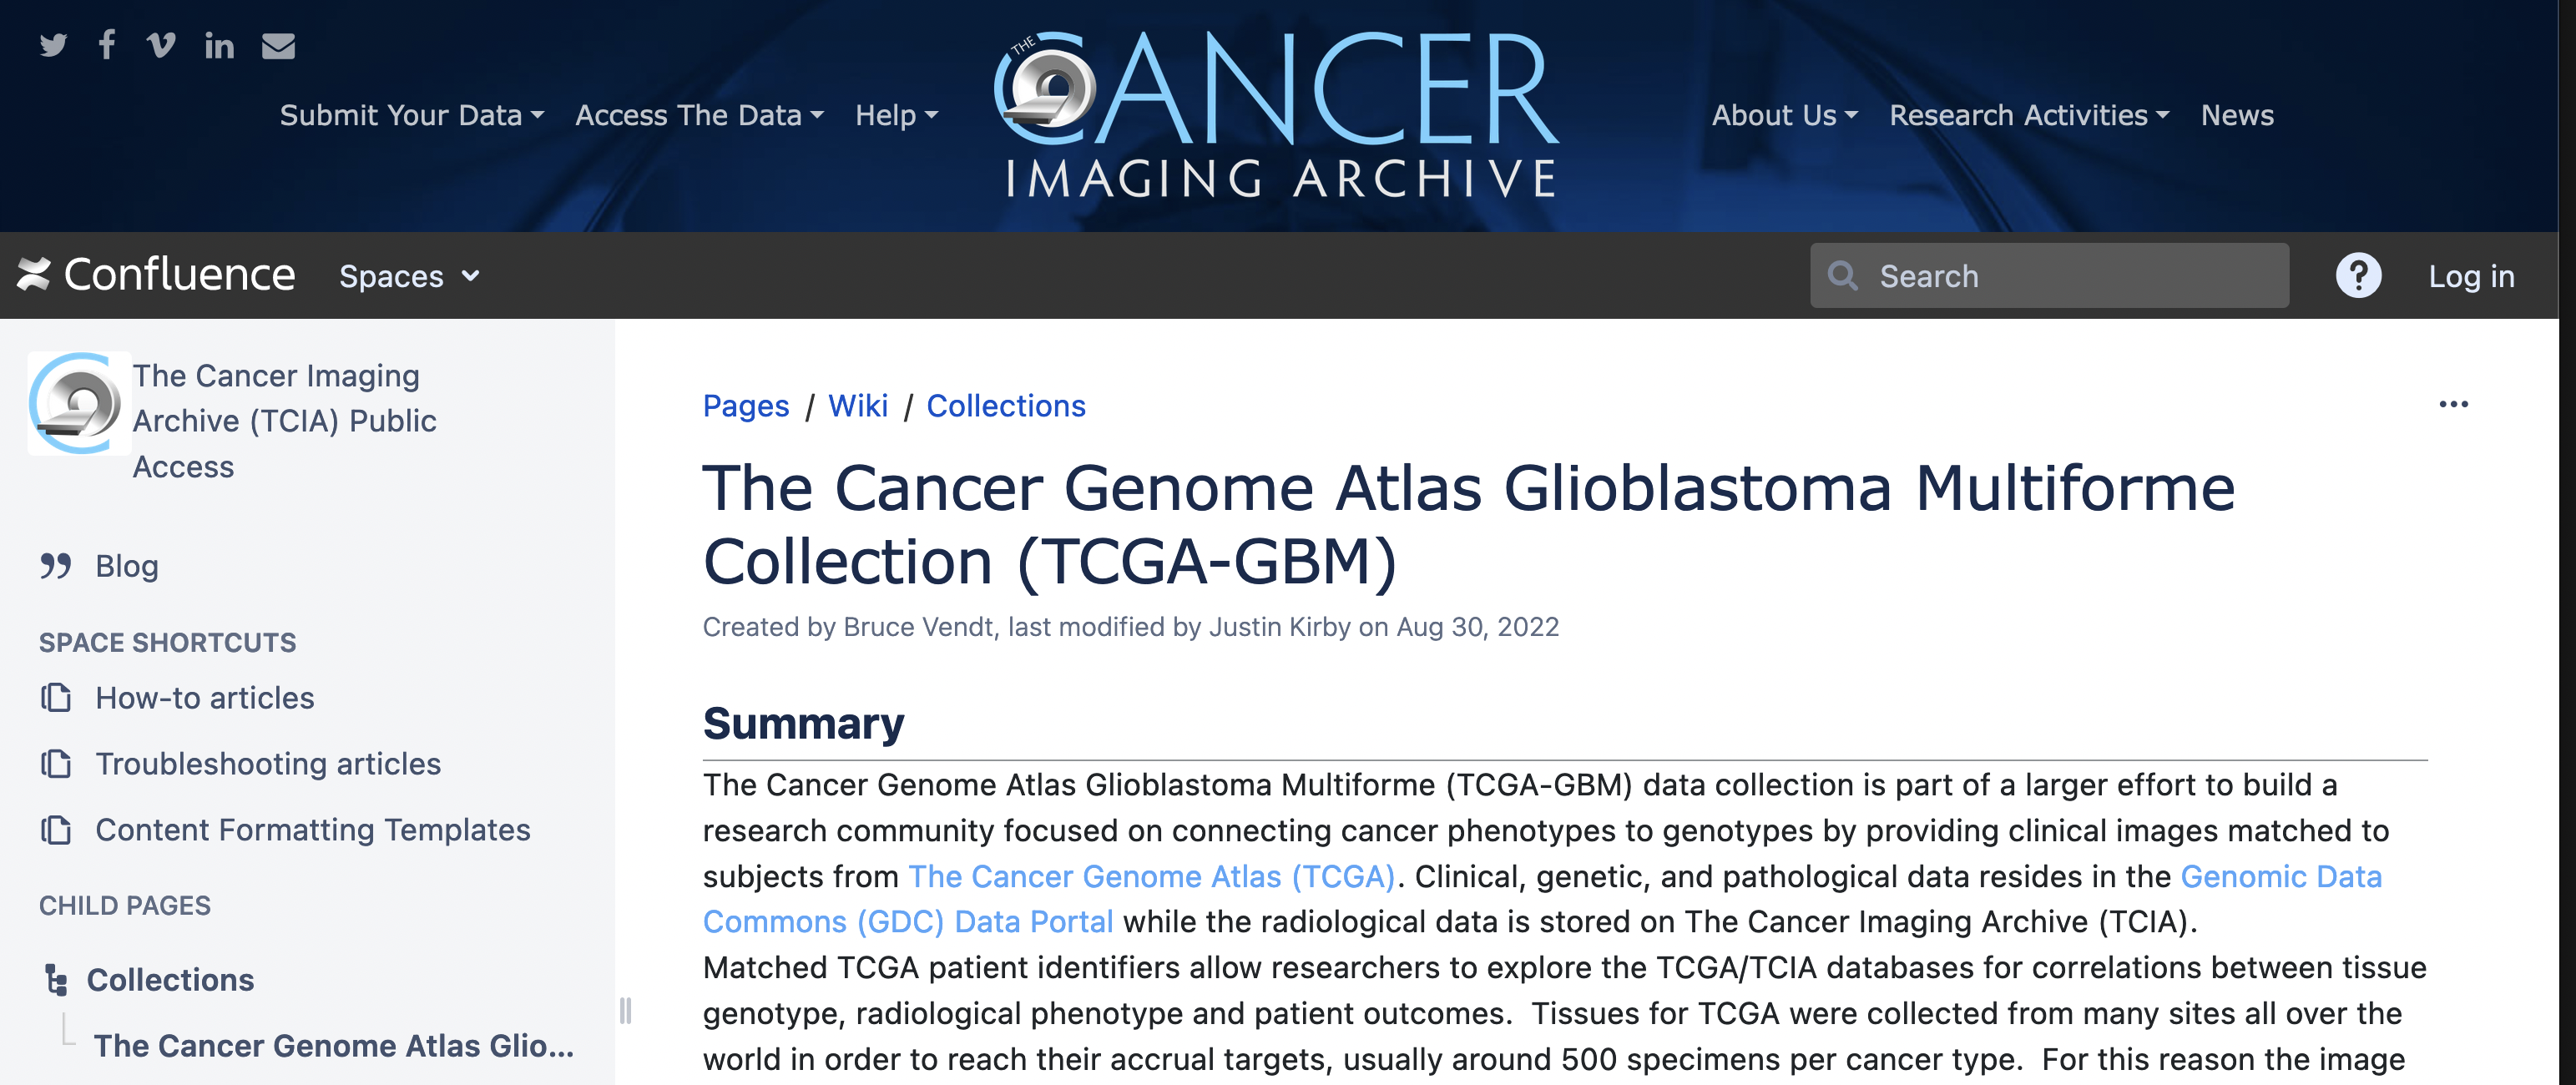 Submit Your Data
Access The Data
Help
THE
CANCER
IMAGING ARCHIVE
About Us
Research Activities
News
Confluence
Spaces
Search
?
Log in
The Cancer Imaging
Archive (TCIA) Public
Access
Blog
SPACE SHORTCUTS
How-to articles
Troubleshooting articles
Content Formatting Templates
CHILD PAGES
Collections
The Cancer Genome Atlas Glio...
Pages / Wiki / Collections
The Cancer Genome Atlas Glioblastoma Multiforme
Collection (TCGA-GBM)
Created by Bruce Vendt, last modified by Justin Kirby on Aug 30, 2022
Summary
The Cancer Genome Atlas Glioblastoma Multiforme (TCGA-GBM) data collection is part of a larger effort to build a
research community focused on connecting cancer phenotypes to genotypes by providing clinical images matched to
subjects from The Cancer Genome Atlas (TCGA). Clinical, genetic, and pathological data resides in the Genomic Data
Commons (GDC) Data Portal while the radiological data is stored on The Cancer Imaging Archive (TCIA).
Matched TCGA patient identifiers allow researchers to explore the TCGA/TCIA databases for correlations between tissue
genotype, radiological phenotype and patient outcomes.  Tissues for TCGA were collected from many sites all over the
world in order to reach their accrual targets, usually around 500 specimens per cancer type.  For this reason the image